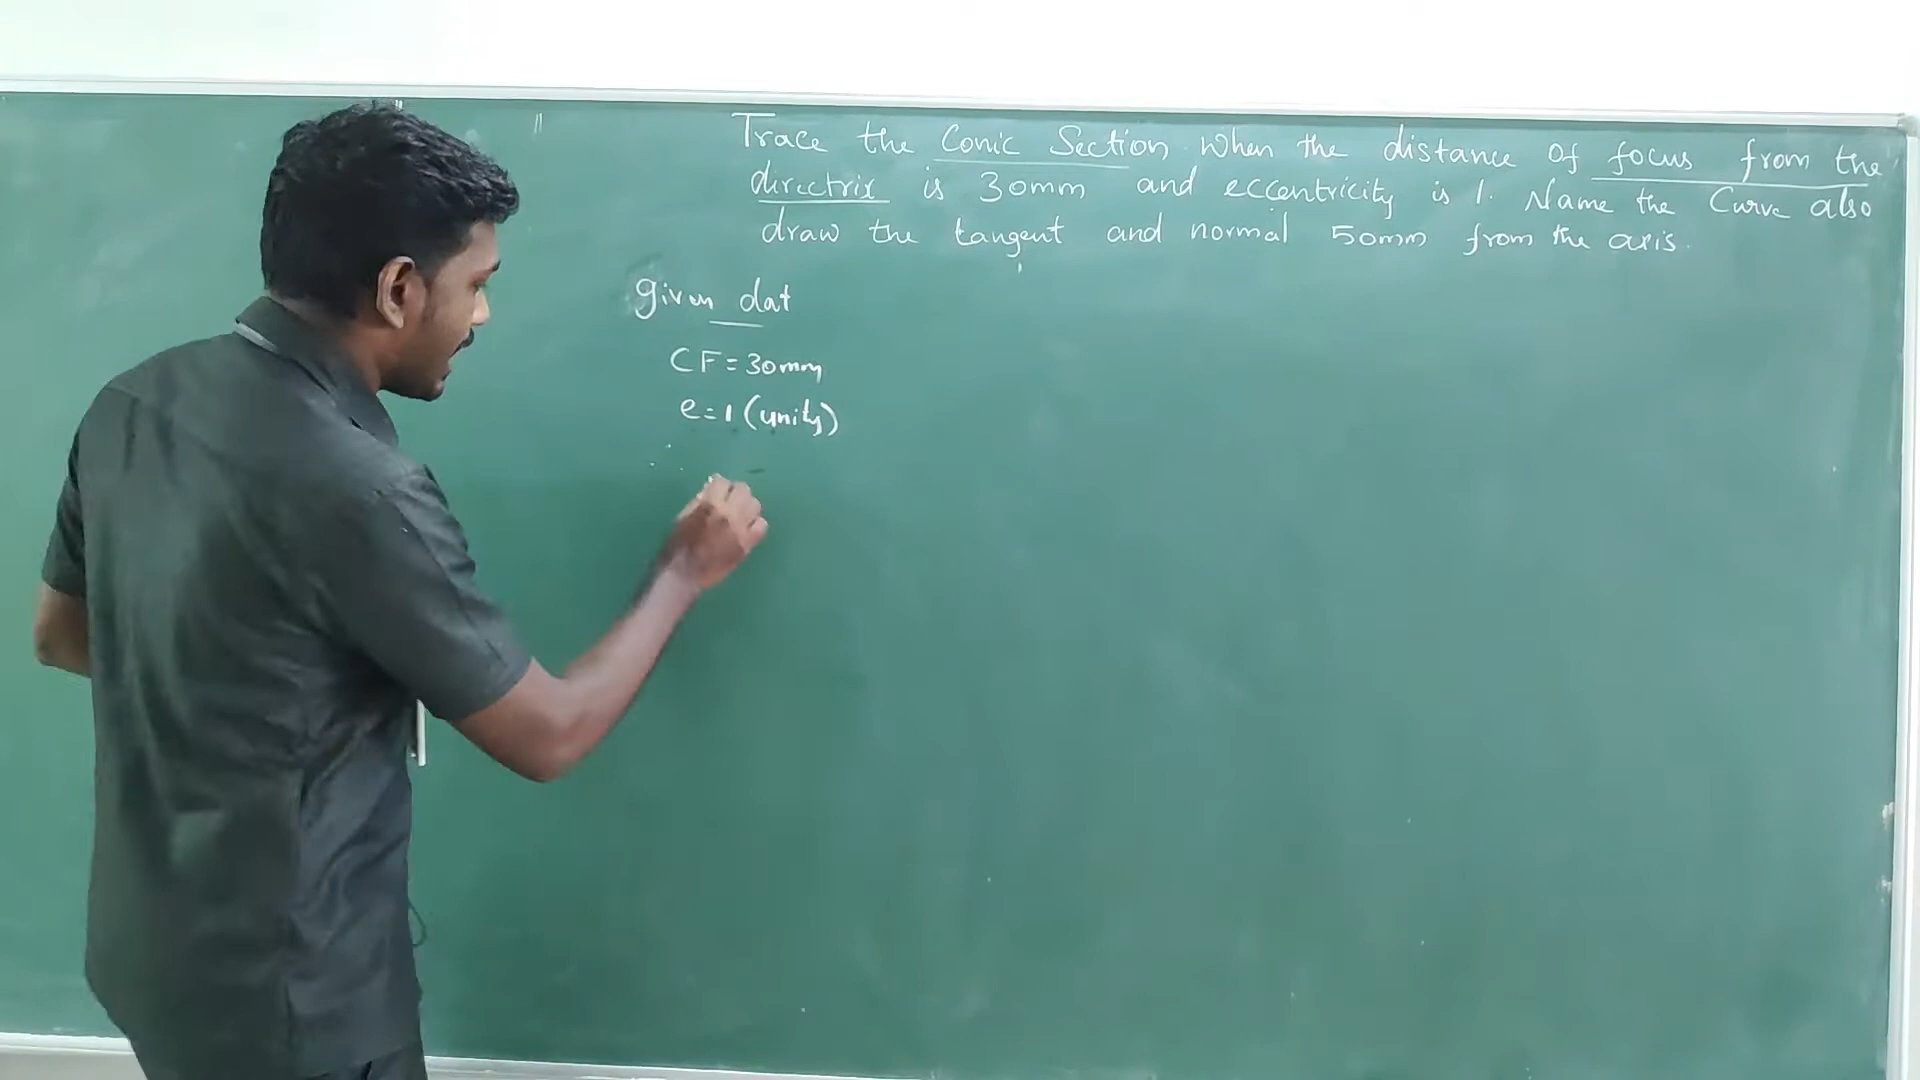 Trace the Conic Section when the distance of focus from the
directrix is 30mm and eccentricity is 1. Name the Curve also
draw the tangent and normal 50mm from the axis.
given dat
CF = 30mm
e = 1 (unity)